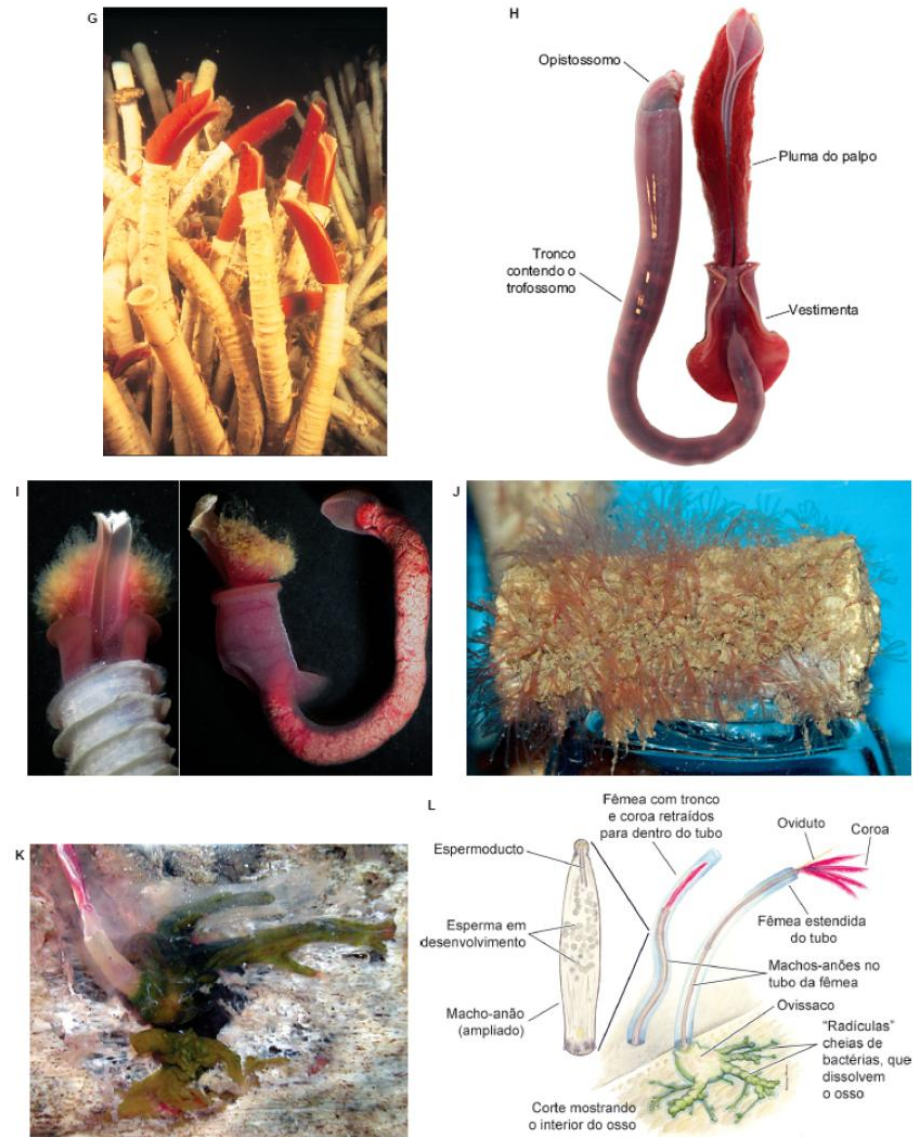 G
H
Opistossomo
Pluma do palpo
Tronco
contendo o
trofossomo
Vestimenta
I
J
K
L
Fêmea com tronco
e coroa retraídos
para dentro do tubo
Oviduto
Coroa
Espermoducto
Fêmea estendida
do tubo
Esperma em
desenvolvimento
Machos-anões no
tubo da fêmea
Ovissaco
Macho-anão
(ampliado)
"Radículas"
cheias de
bactérias, que
dissolvem
o osso
Corte mostrando
o interior do osso